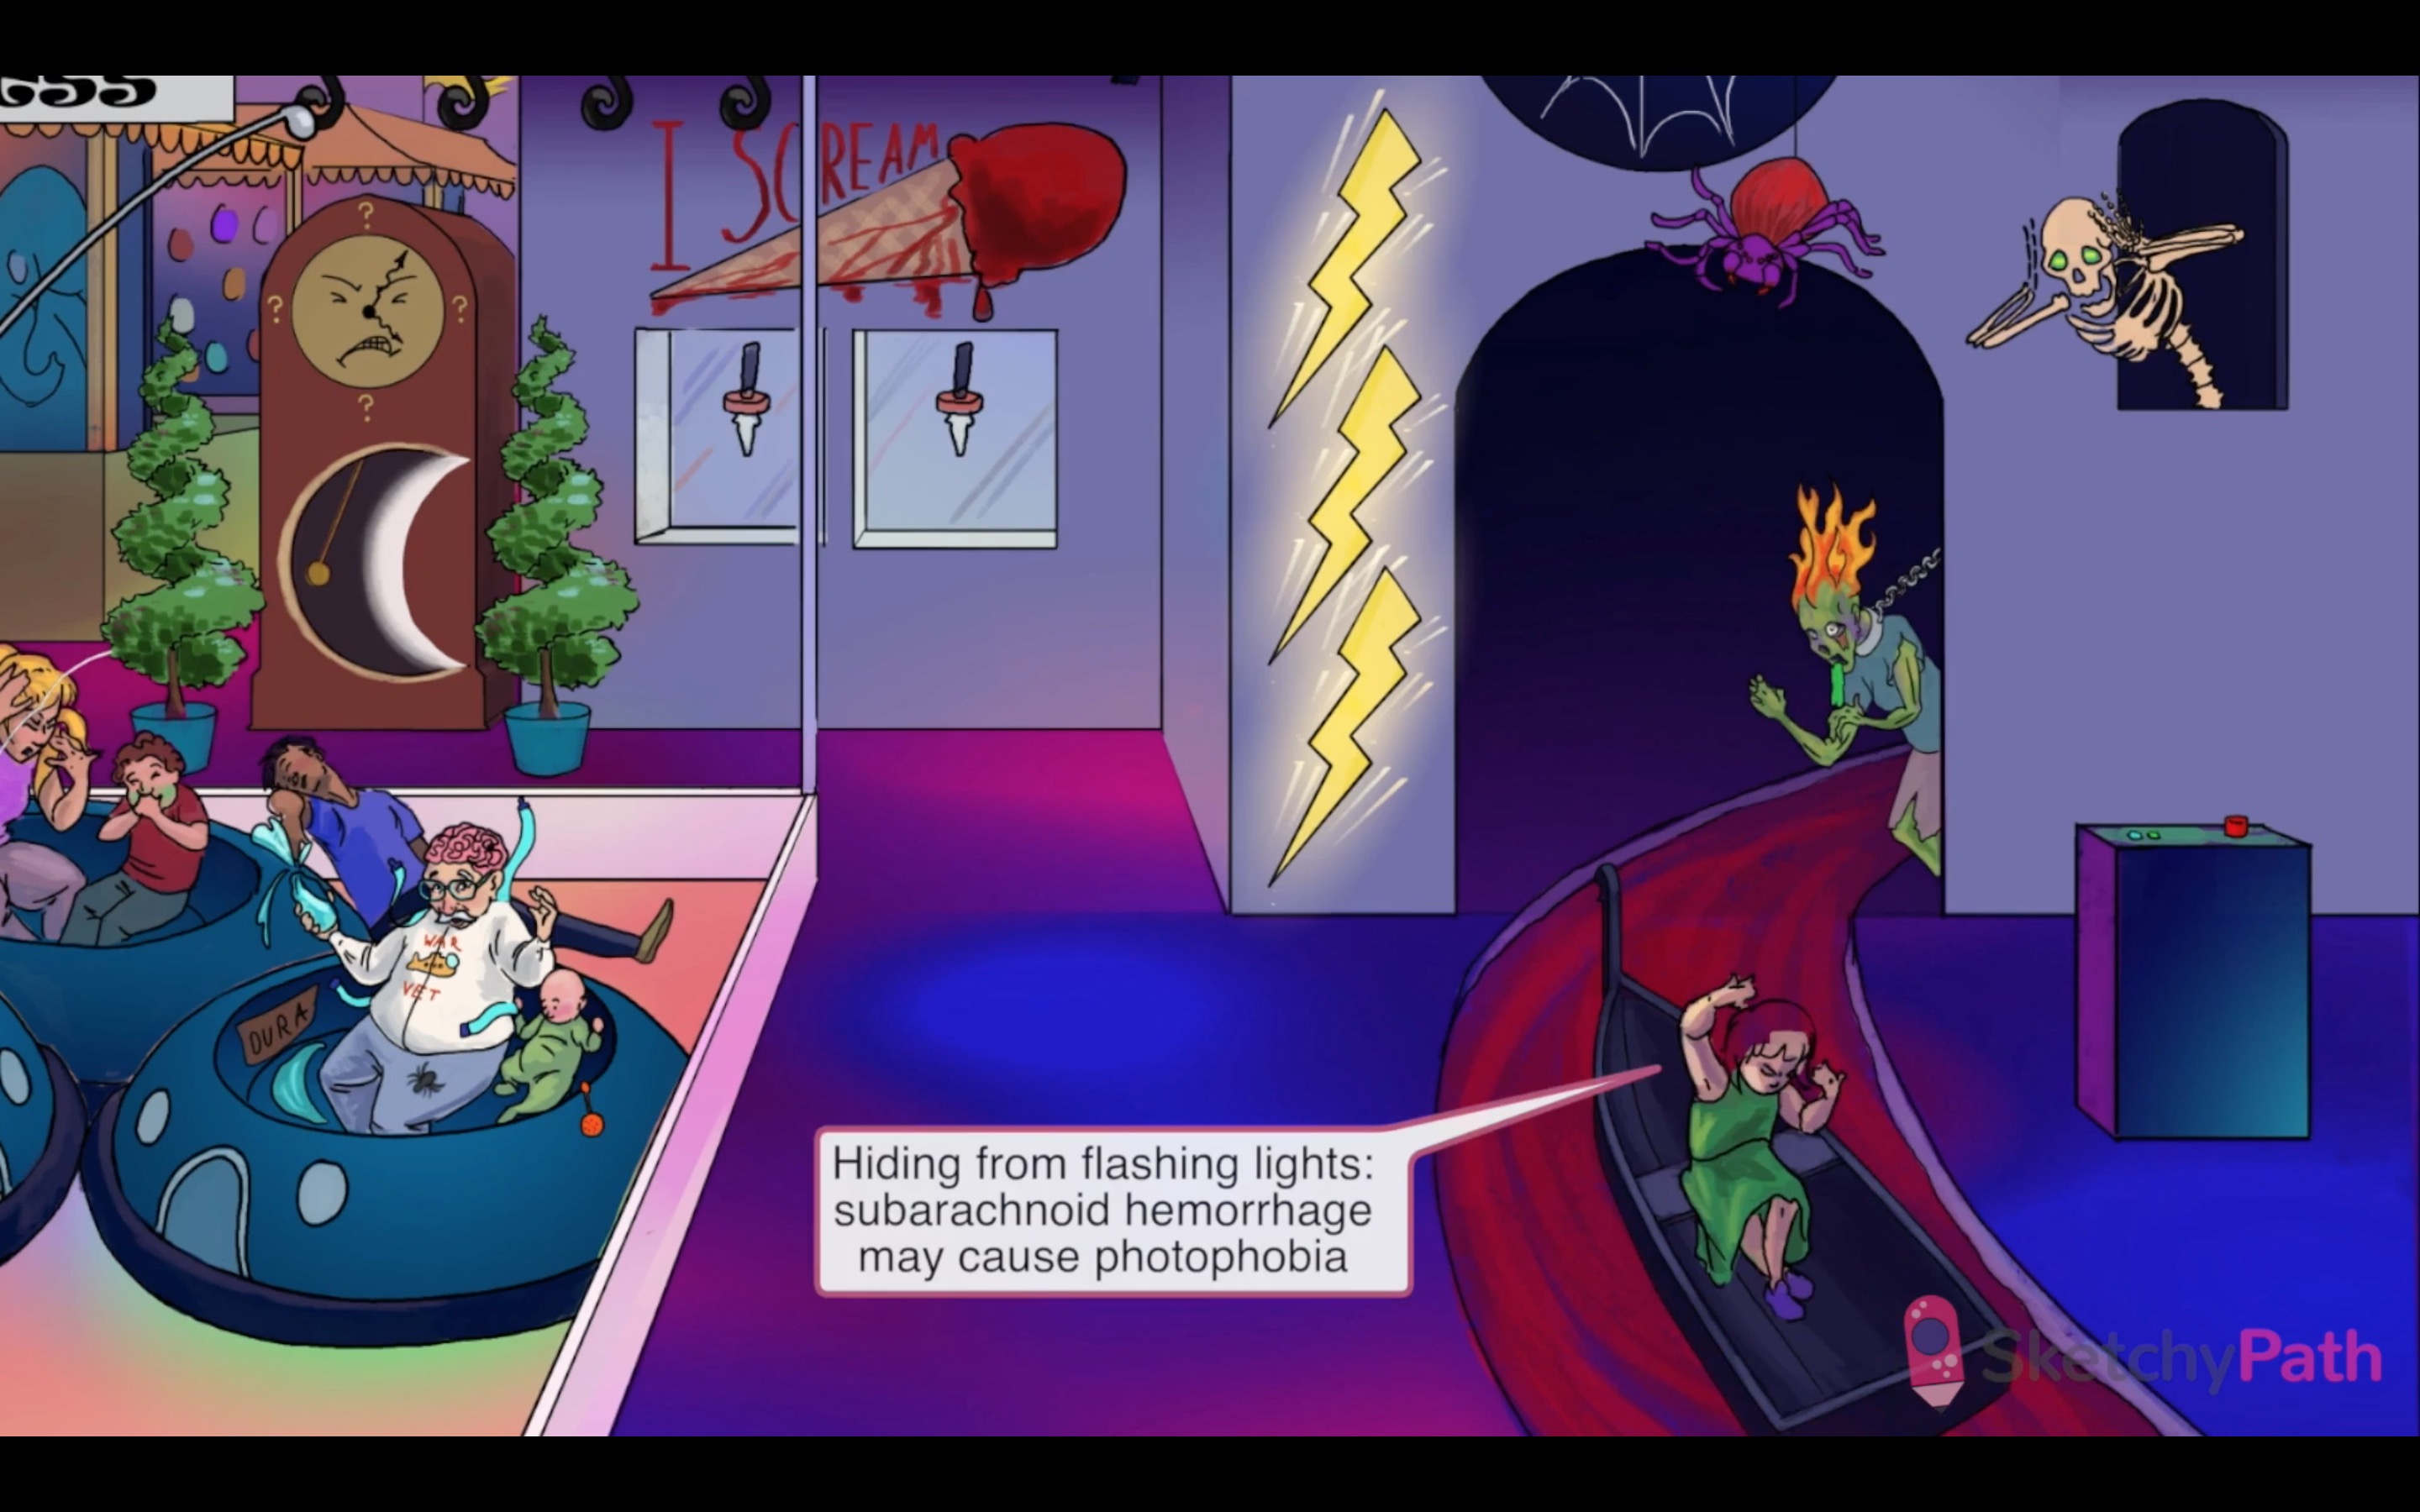 I SCREAM
?
? ?
?
WAR
VET
DURA
Hiding from flashing lights:
subarachnoid hemorrhage
may cause photophobia
SketchyPath